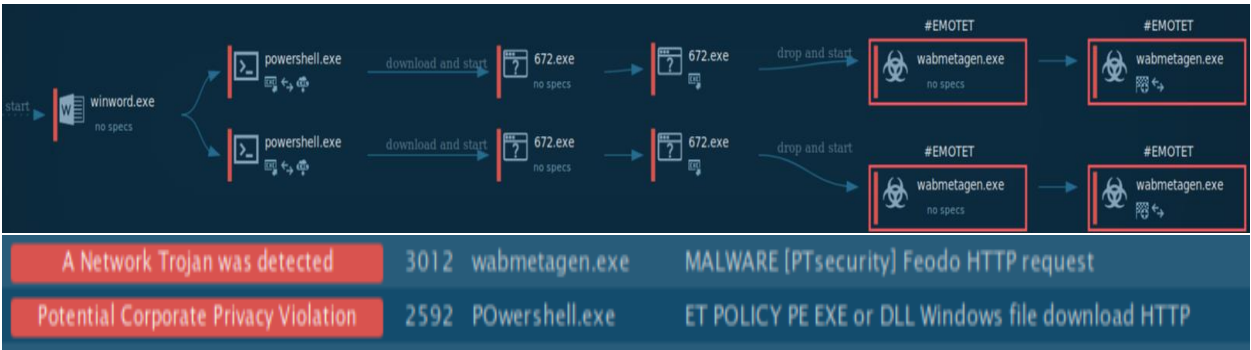 #EMOTET
#EMOTET
powershell.exe
download and start
672.exe
no specs
672.exe
drop and start
wabmetagen.exe
no specs
wabmetagen.exe
start
winword.exe
no specs
powershell.exe
download and start
672.exe
no specs
672.exe
drop and start
#EMOTET
#EMOTET
wabmetagen.exe
no specs
wabmetagen.exe
A Network Trojan was detected 3012 wabmetagen.exe MALWARE [PTsecurity] Feodo HTTP request
Potential Corporate Privacy Violation 2592 POwershell.exe ET POLICY PE EXE or DLL Windows file download HTTP